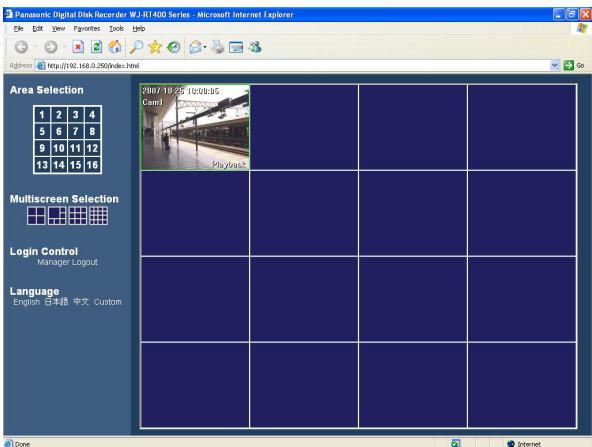 Panasonic Digital Disk Recorder WJ-RT400 Series - Microsoft Internet Explorer
File Edit View Favorites Tools Help
Address http://192.168.0.250/index.html Go
Area Selection
1 2 3 4
5 6 7 8
9 10 11 12
13 14 15 16
Multiscreen Selection
Login Control
Manager Logout
Language
English 日本語 中文 Custom
2007-10-25 10:00:05
Cam1
Playback
Done Internet